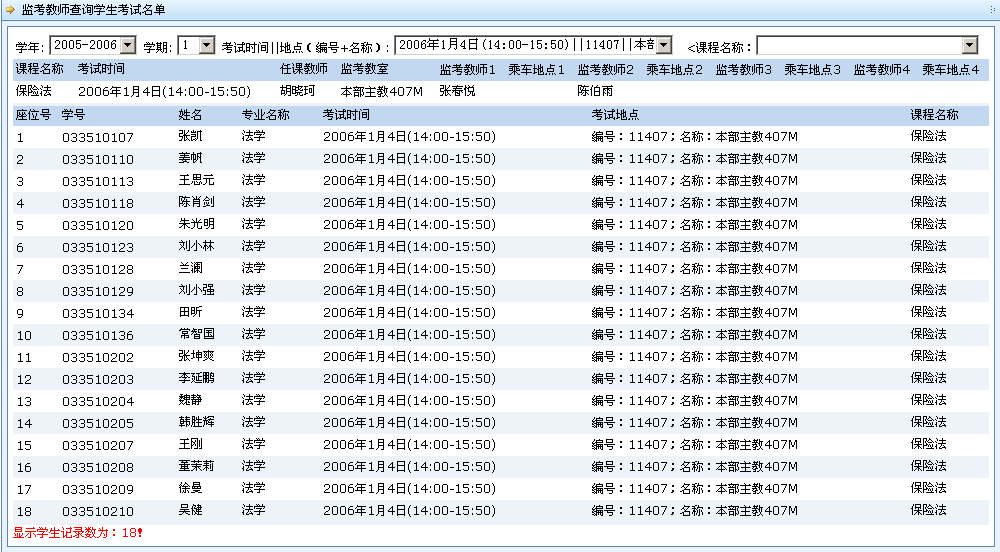 监考教师查询学生考试名单
学年: 2005-2006 学期: 1 考试时间||地点(编号+名称): 2006年1月4日(14:00-15:50)||11407||本部 <课程名称:
课程名称 考试时间 任课教师 监考教室 监考教师1 乘车地点1 监考教师2 乘车地点2 监考教师3 乘车地点3 监考教师4 乘车地点4
保险法 2006年1月4日(14:00-15:50) 胡晓珂 本部主教407M 张春悦 陈伯雨
座位号 学号 姓名 专业名称 考试时间 考试地点 课程名称
1 033510107 张凯 法学 2006年1月4日(14:00-15:50) 编号：11407；名称：本部主教407M 保险法
2 033510110 姜帆 法学 2006年1月4日(14:00-15:50) 编号：11407；名称：本部主教407M 保险法
3 033510113 王思元 法学 2006年1月4日(14:00-15:50) 编号：11407；名称：本部主教407M 保险法
4 033510118 陈肖剑 法学 2006年1月4日(14:00-15:50) 编号：11407；名称：本部主教407M 保险法
5 033510120 朱光明 法学 2006年1月4日(14:00-15:50) 编号：11407；名称：本部主教407M 保险法
6 033510123 刘小林 法学 2006年1月4日(14:00-15:50) 编号：11407；名称：本部主教407M 保险法
7 033510128 兰澜 法学 2006年1月4日(14:00-15:50) 编号：11407；名称：本部主教407M 保险法
8 033510129 刘小强 法学 2006年1月4日(14:00-15:50) 编号：11407；名称：本部主教407M 保险法
9 033510134 田昕 法学 2006年1月4日(14:00-15:50) 编号：11407；名称：本部主教407M 保险法
10 033510136 常智国 法学 2006年1月4日(14:00-15:50) 编号：11407；名称：本部主教407M 保险法
11 033510202 张坤爽 法学 2006年1月4日(14:00-15:50) 编号：11407；名称：本部主教407M 保险法
12 033510203 李延鹏 法学 2006年1月4日(14:00-15:50) 编号：11407；名称：本部主教407M 保险法
13 033510204 魏静 法学 2006年1月4日(14:00-15:50) 编号：11407；名称：本部主教407M 保险法
14 033510205 韩胜辉 法学 2006年1月4日(14:00-15:50) 编号：11407；名称：本部主教407M 保险法
15 033510207 王刚 法学 2006年1月4日(14:00-15:50) 编号：11407；名称：本部主教407M 保险法
16 033510208 董茉莉 法学 2006年1月4日(14:00-15:50) 编号：11407；名称：本部主教407M 保险法
17 033510209 徐曼 法学 2006年1月4日(14:00-15:50) 编号：11407；名称：本部主教407M 保险法
18 033510210 吴健 法学 2006年1月4日(14:00-15:50) 编号：11407；名称：本部主教407M 保险法
显示学生记录数为：18!